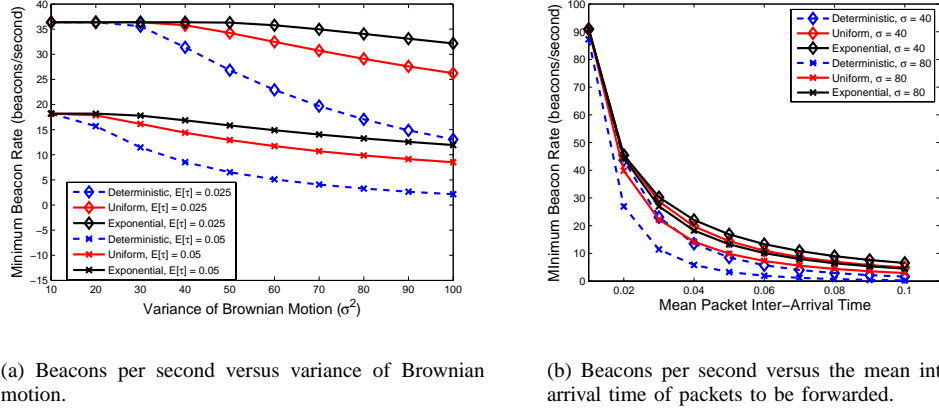 40
35
30
25
20
15
10
5
0
−5
−10
−15
10 20 30 40 50 60 70 80 90 100
Minimum Beacon Rate (beacons/second)
Variance of Brownian Motion (σ2)
Deterministic, E[τ] = 0.025
Uniform, E[τ] = 0.025
Exponential, E[τ] = 0.025
Deterministic, E[τ] = 0.05
Uniform, E[τ] = 0.05
Exponential, E[τ] = 0.05
(a) Beacons per second versus variance of Brownian
motion.
100
90
80
70
60
50
40
30
20
10
0
0.02 0.04 0.06 0.08 0.1
MInimum Beacon Rate (beacons/second)
Mean Packet Inter−Arrival Time
Deterministic, σ = 40
Uniform, σ = 40
Exponential, σ = 40
Deterministic, σ = 80
Uniform, σ = 80
Exponential, σ = 80
(b) Beacons per second versus the mean int
arrival time of packets to be forwarded.